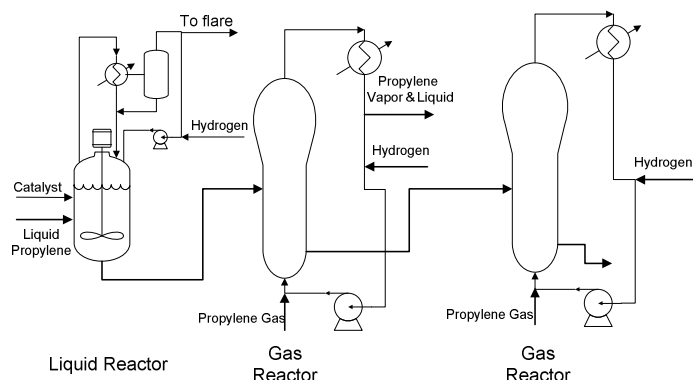 To flare
Hydrogen
Catalyst
Liquid
Propylene
Propylene
Vapor & Liquid
Hydrogen
Propylene Gas
Hydrogen
Propylene Gas
Liquid Reactor
Gas
Reactor
Gas
Reactor